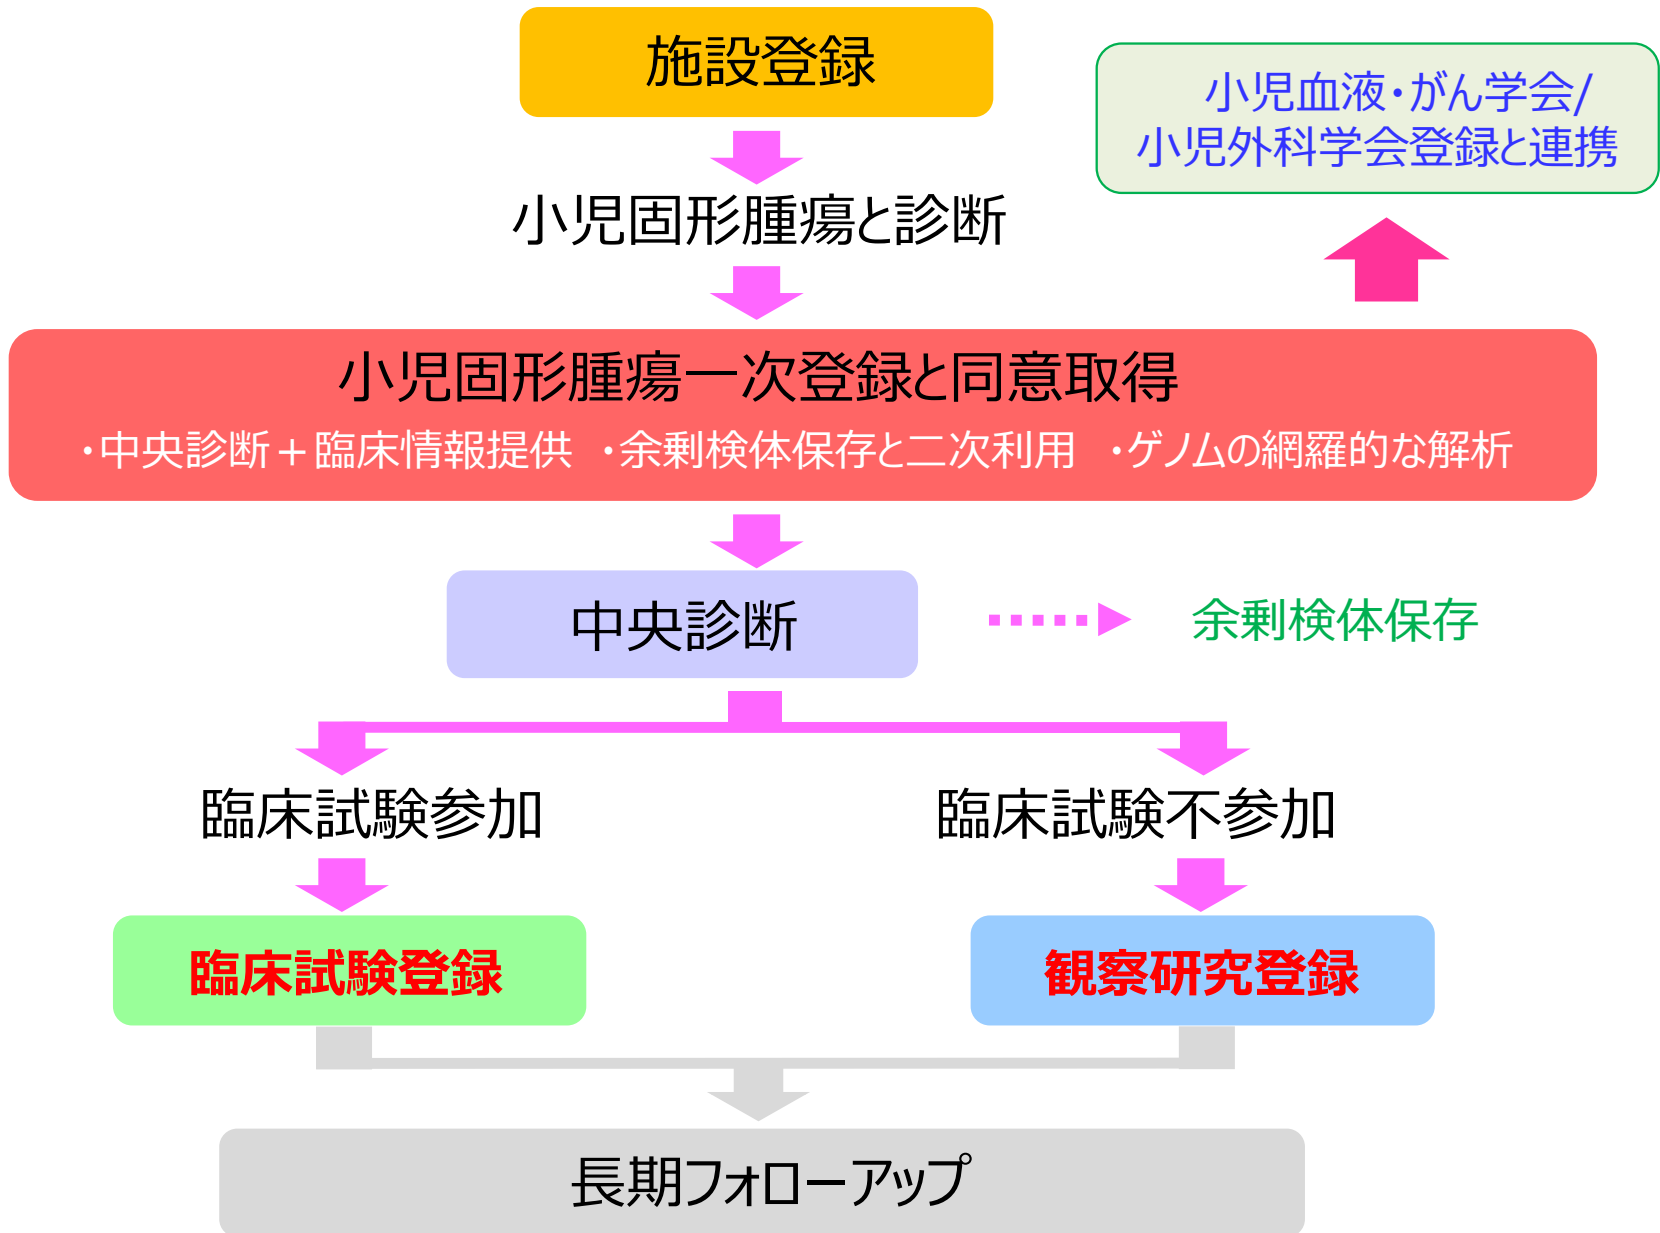 施設登録
小児血液・がん学会/
小児外科学会登録と連携
小児固形腫瘍と診断
小児固形腫瘍一次登録と同意取得
・中央診断＋臨床情報提供 ・余剰検体保存と二次利用 ・ゲノムの網羅的な解析
中央診断
余剰検体保存
臨床試験参加
臨床試験不参加
臨床試験登録
観察研究登録
長期フォローアップ